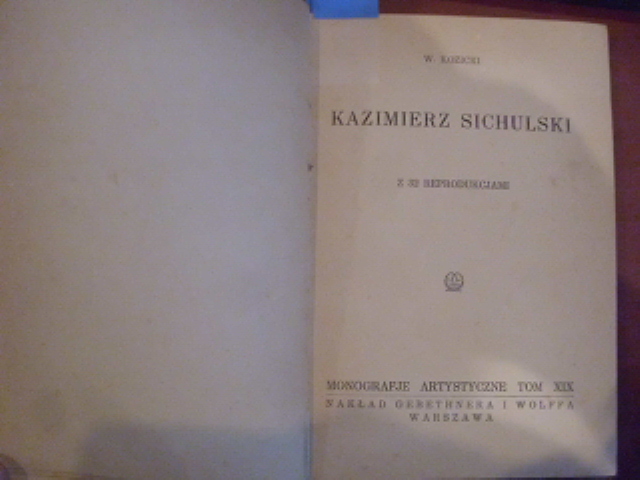 W. KOZICKI
KAZIMIERZ SICHULSKI
Z 32 REPRODUKCJAMI
MONOGRAFJE ARTYSTYCZNE TOM XIX
NAKŁAD GEBETHNERA I WOLFFA
WARSZAWA